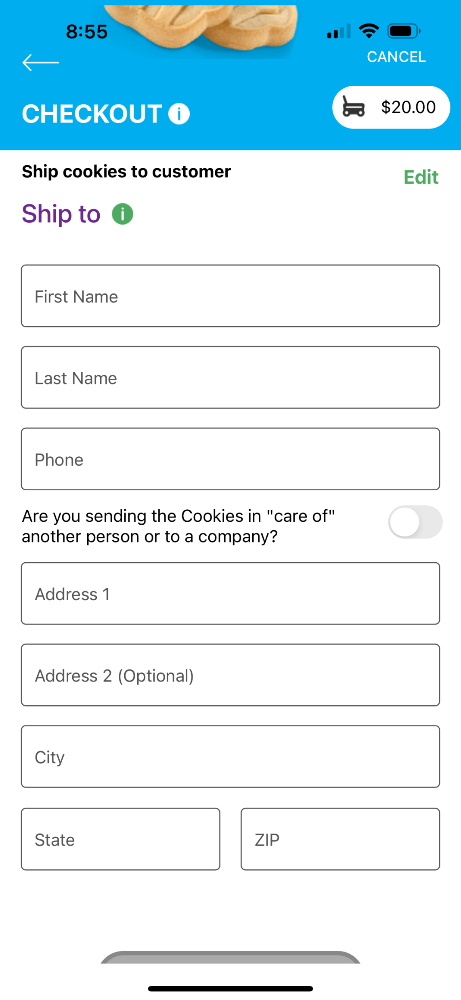 8:55
CANCEL
CHECKOUT
$20.00
Ship cookies to customer
Edit
Ship to
First Name
Last Name
Phone
Are you sending the Cookies in "care of"
another person or to a company?
Address 1
Address 2 (Optional)
City
State
ZIP